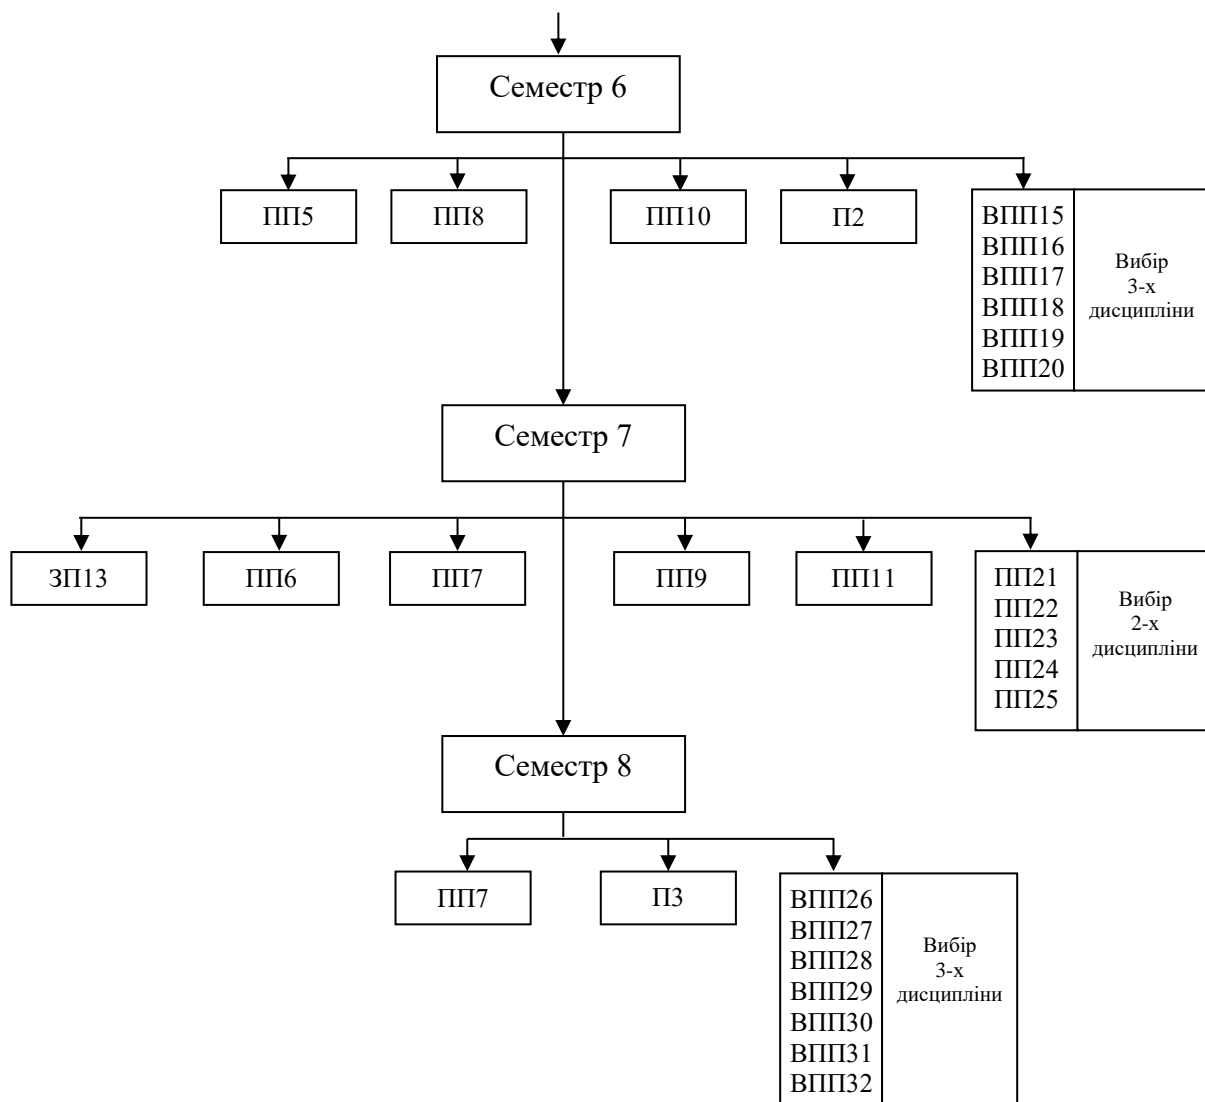 Семестр 6
ПП5
ПП8
ПП10
П2
ВПП15
ВПП16
ВПП17
ВПП18
ВПП19
ВПП20
Вибір
3-х
дисципліни
Семестр 7
ЗП13
ПП6
ПП7
ПП9
ПП11
ПП21
ПП22
ПП23
ПП24
ПП25
Вибір
2-х
дисципліни
Семестр 8
ПП7
П3
ВПП26
ВПП27
ВПП28
ВПП29
ВПП30
ВПП31
ВПП32
Вибір
3-х
дисципліни